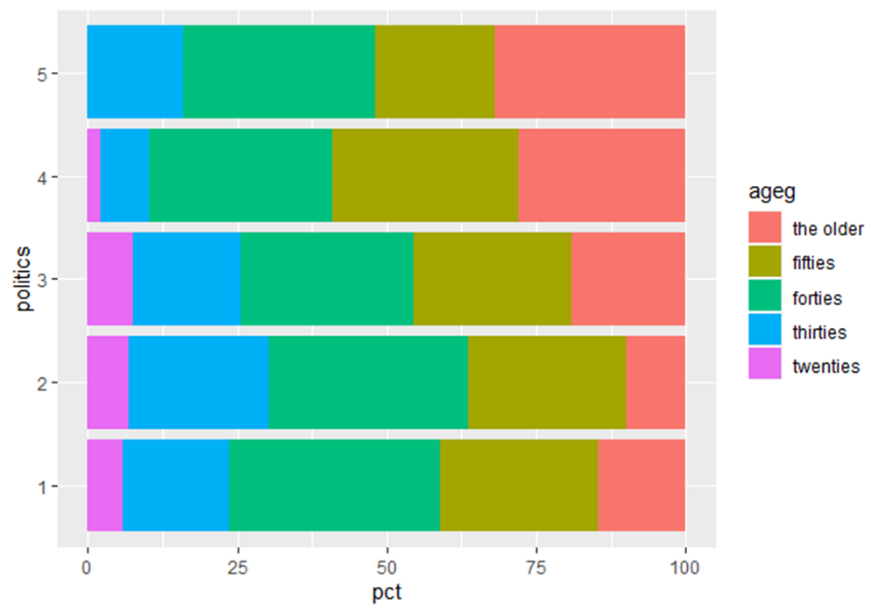 5
4
3
2
1
politics
0 25 50 75 100
pct
ageg
the older
fifties
forties
thirties
twenties